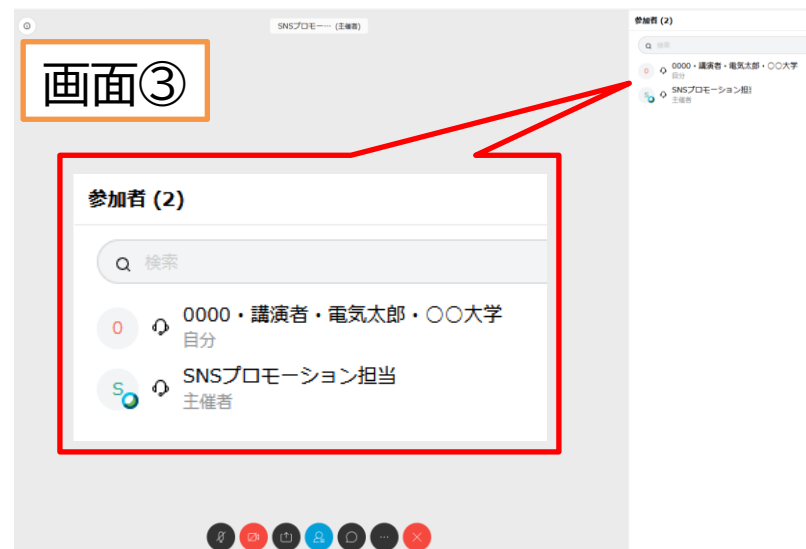 SNSプロモー… (主催者)
画面③
参加者 (2)
検索
0000・講演者・電気太郎・〇〇大学
自分
SNSプロモーション担当
主催者
参加者 (2)
検索
0000・講演者・電気太郎・〇〇大学
自分
SNSプロモーション担
主催者